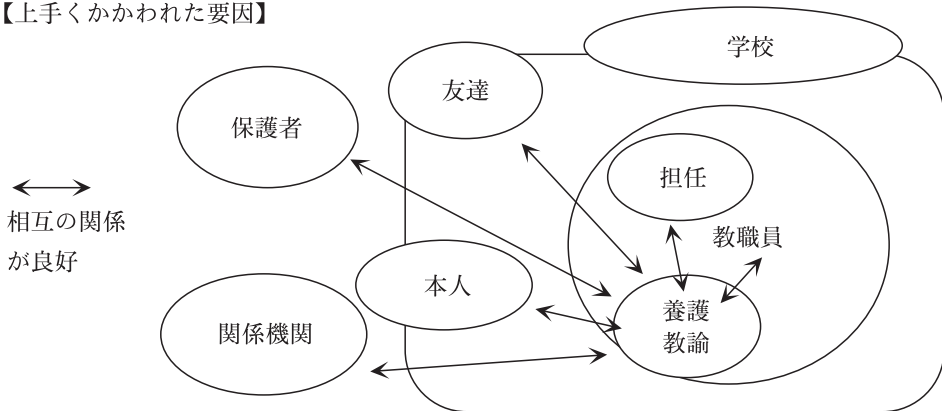 【上手くかかわれた要因】
学校
友達
保護者
担任
相互の関係
が良好
教職員
本人
養護
教諭
関係機関